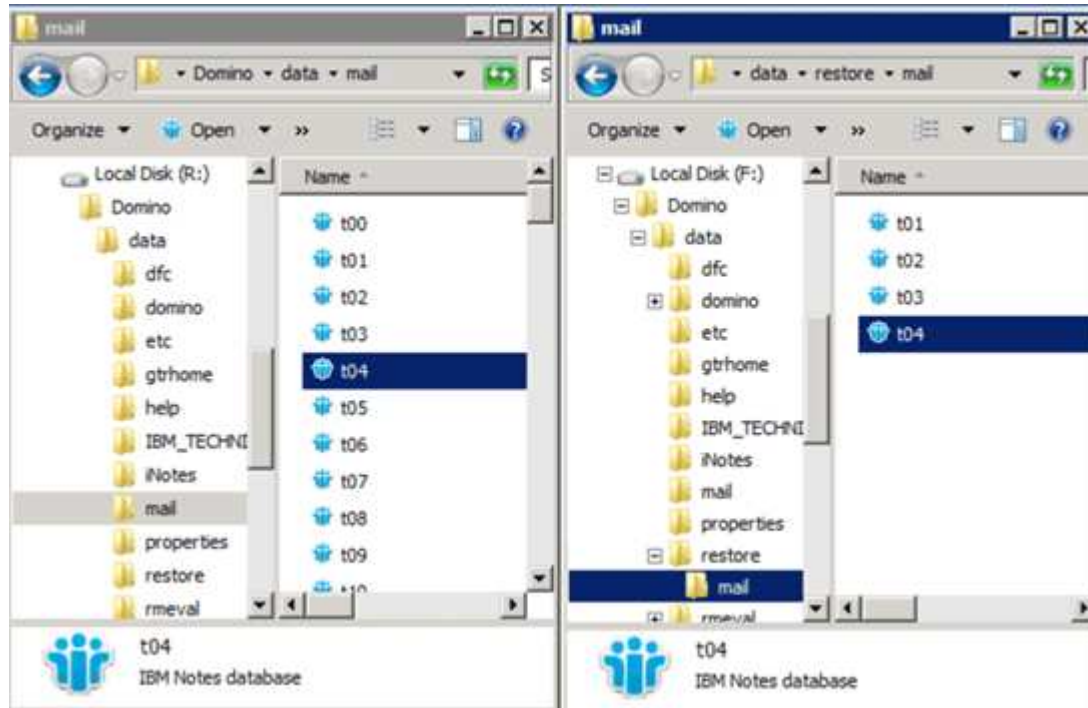 mail
Domino data mail
S
Organize Open »
Local Disk (R:)
Domino
data
dfc
domino
etc
gtrhome
help
IBM_TECHNI
iNotes
mail
properties
restore
rmeval
Name
t00
t01
t02
t03
t04
t05
t06
t07
t08
t09
t10
t04
IBM Notes database
mail
data restore mail
Organize Open »
Local Disk (F:)
Domino
data
dfc
domino
etc
gtrhome
help
IBM_TECHNI
iNotes
mail
properties
restore
mail
rmeval
Name
t01
t02
t03
t04
t04
IBM Notes database